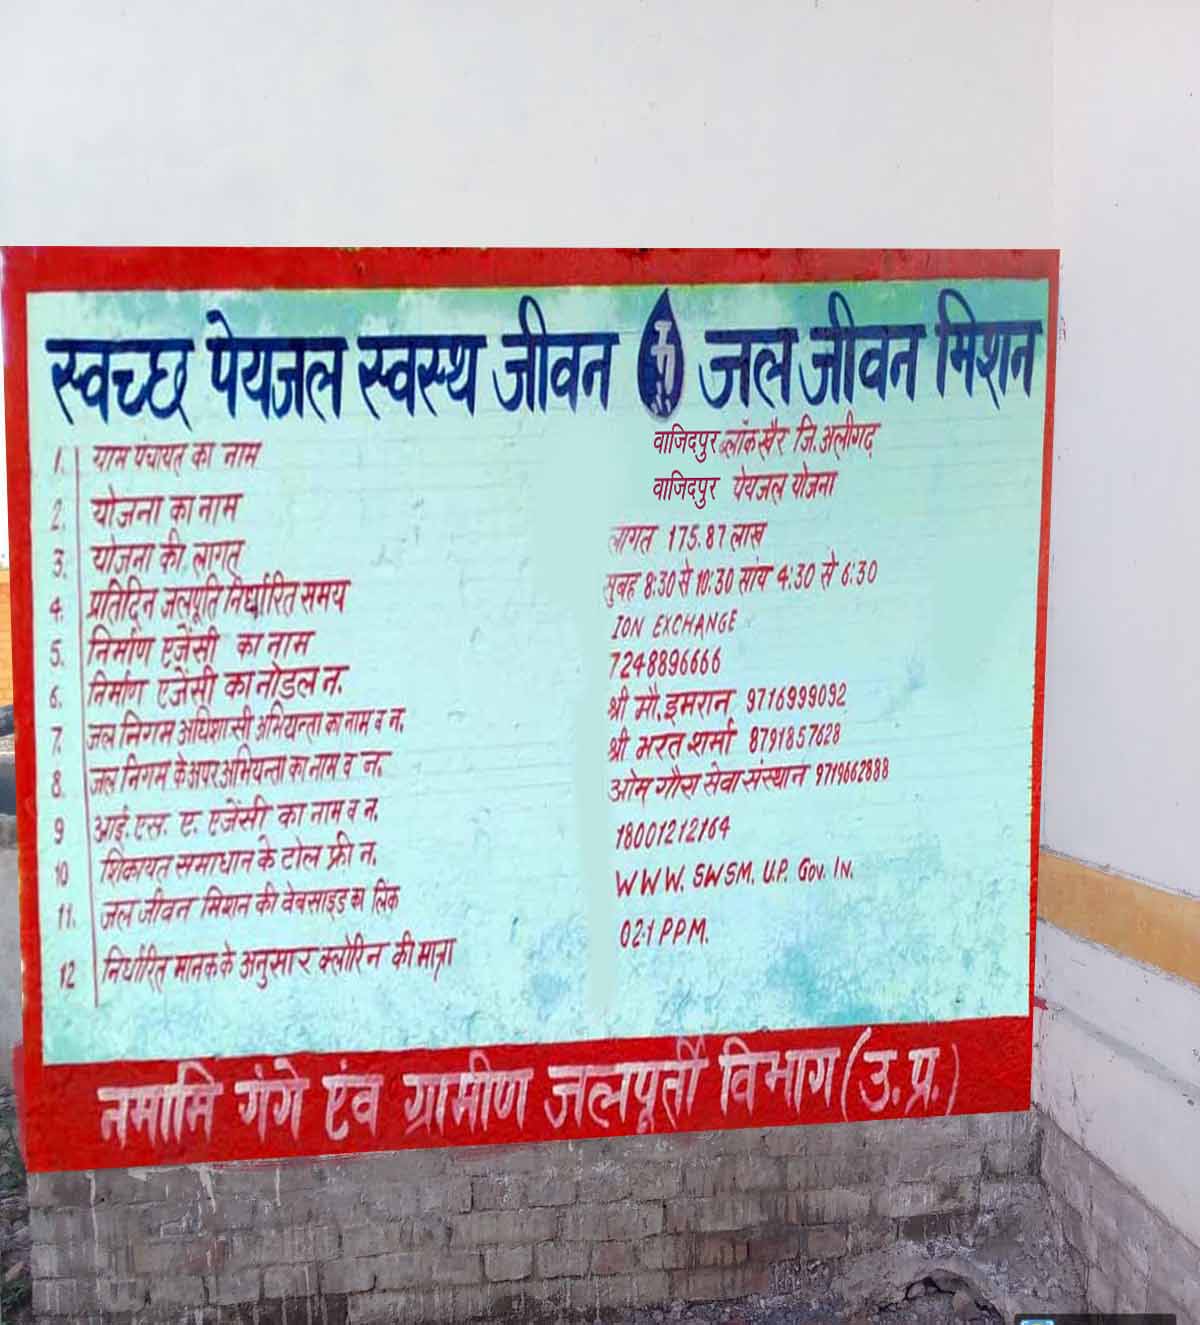 स्वच्छ पेयजल स्वस्थ जीवन जल जीवन मिशन
1. ग्राम पंचायत का नाम वाजिदपुर ब्लॉक खैर जि. अलीगढ़
2. योजना का नाम वाजिदपुर पेयजल योजना
3. योजना की लागत लागत 175.87 लाख
4. प्रतिदिन जलपूति निर्धारित समय सुबह 8:30 से 10:30 सांय 4:30 से 6:30
5. निर्माण एजेंसी का नाम ION EXCHANGE
6. निर्माण एजेंसी का नोडल न. 7248896666
7. जल निगम अधिशासी अभियन्ता का नाम व न. श्री मौ. इमरान 9716999092
8. जल निगम के अपर अभियन्ता का नाम व न. श्री भरत शर्मा 8791857628
9 आई. एस. ए. एजेंसी का नाम व न. ओम् गौरा सेवा संस्थान 9719662888
10 शिकायत समाधान के टोल फ्री न. 18001212164
11. जल जीवन मिशन की वेबसाइड का लिंक WWW. SWSM. U.P. Gov. IN.
12 निर्धारित मानक के अनुसार क्लोरिन की मात्रा 02.1 PPM.
नमामि गंगे एंव ग्रामीण जलपूर्ती विभाग (उ. प्र.)